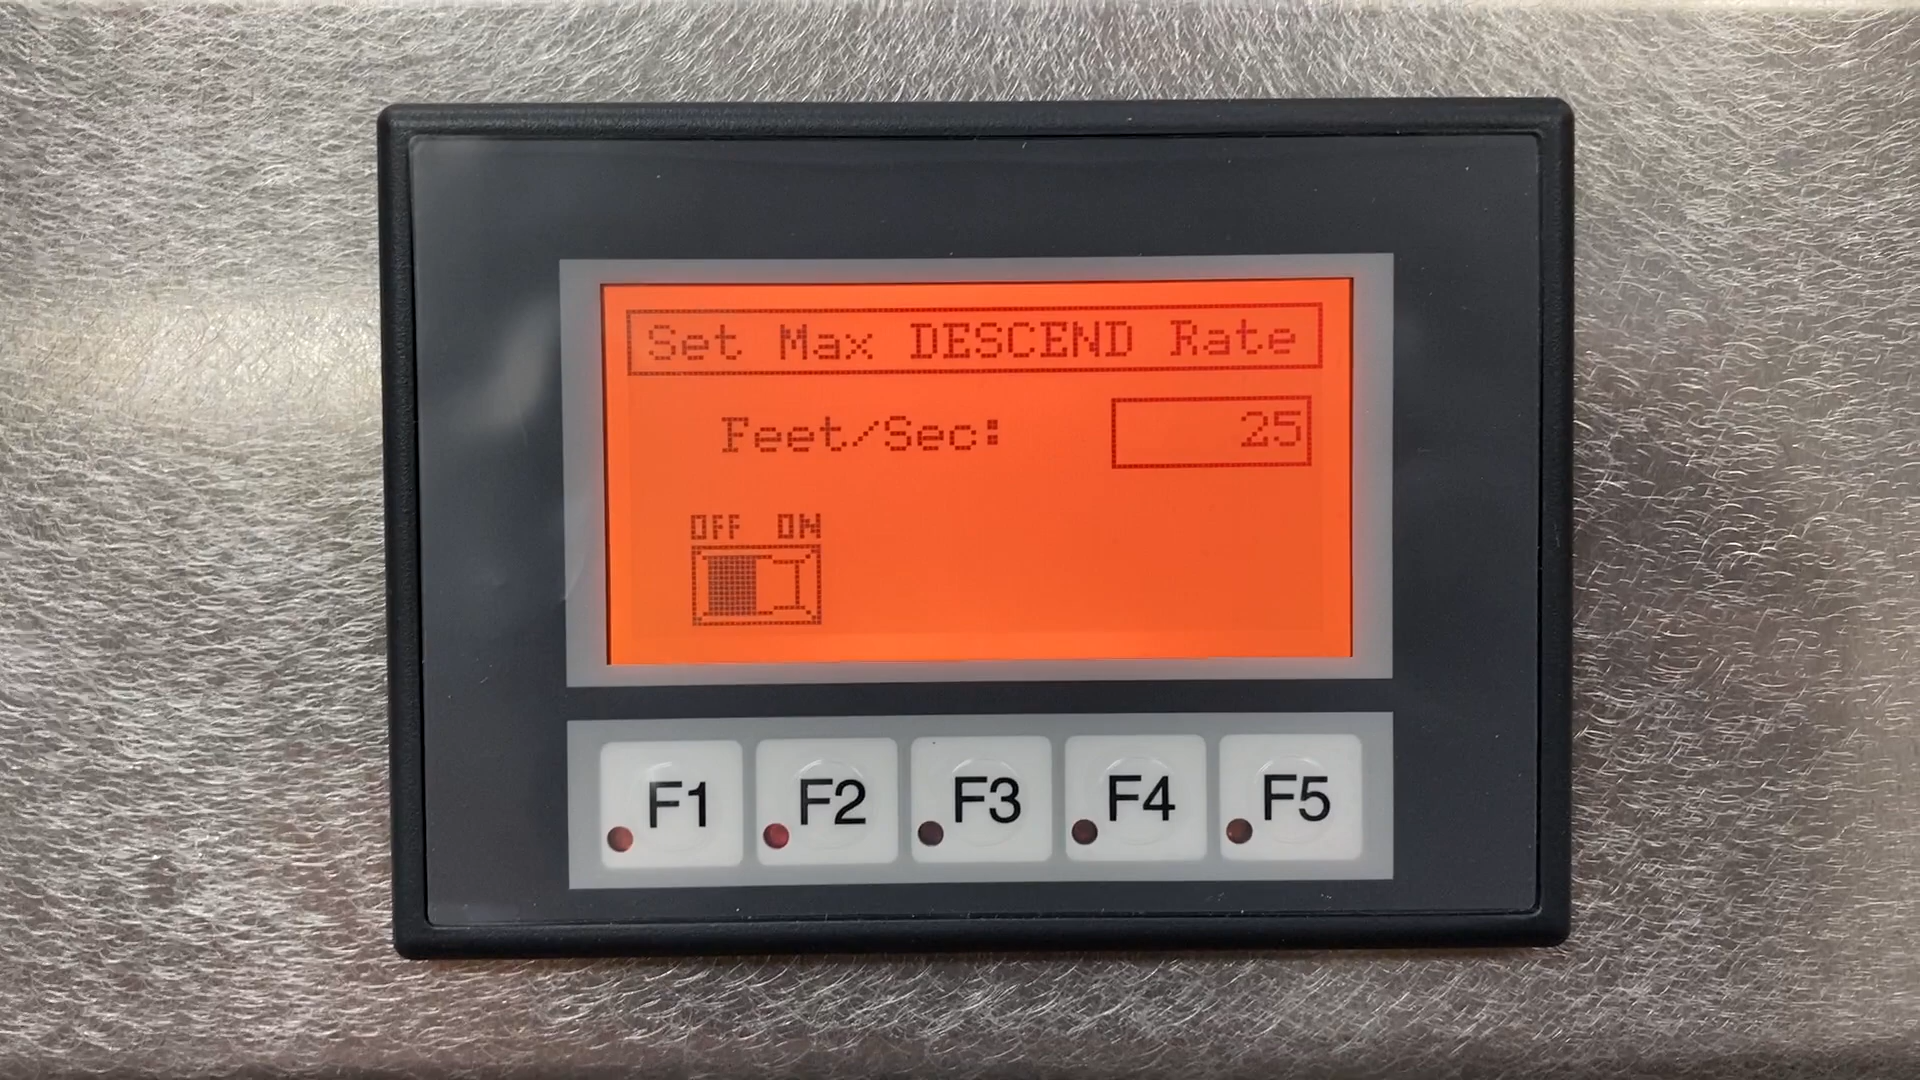 Set Max DESCEND Rate
Feet/Sec: 25
OFF ON
F1 F2 F3 F4 F5